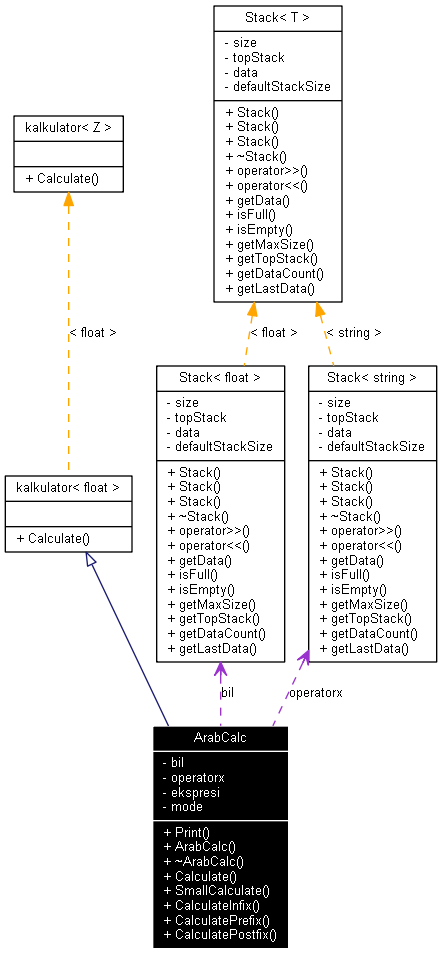 Stack< T >
- size
- topStack
- data
- defaultStackSize
+ Stack()
+ Stack()
+ Stack()
+ ~Stack()
+ operator>>()
+ operator<<()
+ getData()
+ isFull()
+ isEmpty()
+ getMaxSize()
+ getTopStack()
+ getDataCount()
+ getLastData()
kalkulator< Z >
+ Calculate()
< float >
< float >
< string >
Stack< float >
- size
- topStack
- data
- defaultStackSize
+ Stack()
+ Stack()
+ Stack()
+ ~Stack()
+ operator>>()
+ operator<<()
+ getData()
+ isFull()
+ isEmpty()
+ getMaxSize()
+ getTopStack()
+ getDataCount()
+ getLastData()
Stack< string >
- size
- topStack
- data
- defaultStackSize
+ Stack()
+ Stack()
+ Stack()
+ ~Stack()
+ operator>>()
+ operator<<()
+ getData()
+ isFull()
+ isEmpty()
+ getMaxSize()
+ getTopStack()
+ getDataCount()
+ getLastData()
kalkulator< float >
+ Calculate()
bil
operatorx
ArabCalc
- bil
- operatorx
- ekspresi
- mode
+ Print()
+ ArabCalc()
+ ~ArabCalc()
+ Calculate()
+ SmallCalculate()
+ CalculateInfix()
+ CalculatePrefix()
+ CalculatePostfix()